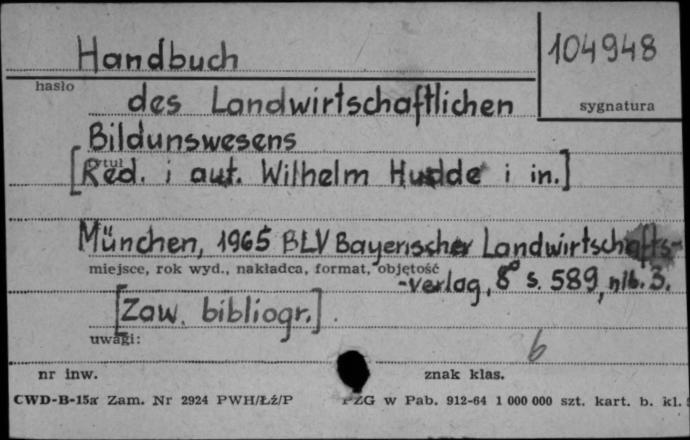 Handbuch
104948
hasło
des Landwirtschaftlichen
sygnatura
Bildunswesens
tytuł
[Red. i aut. Wilhelm Hudde i in.]
München, 1965 BLV Bayerischer Landwirtschafts-
miejsce, rok wyd., nakładca, format, objętość
-verlag, 8° s. 589, nlb. 3.
[Zaw. bibliogr.].
uwagi:
6
nr inw.
znak klas.
CWD-B-15a Zam. Nr 2924 PWH/Łź/P
PZG w Pab. 912-64 1 000 000 szt. kart. b. kl.